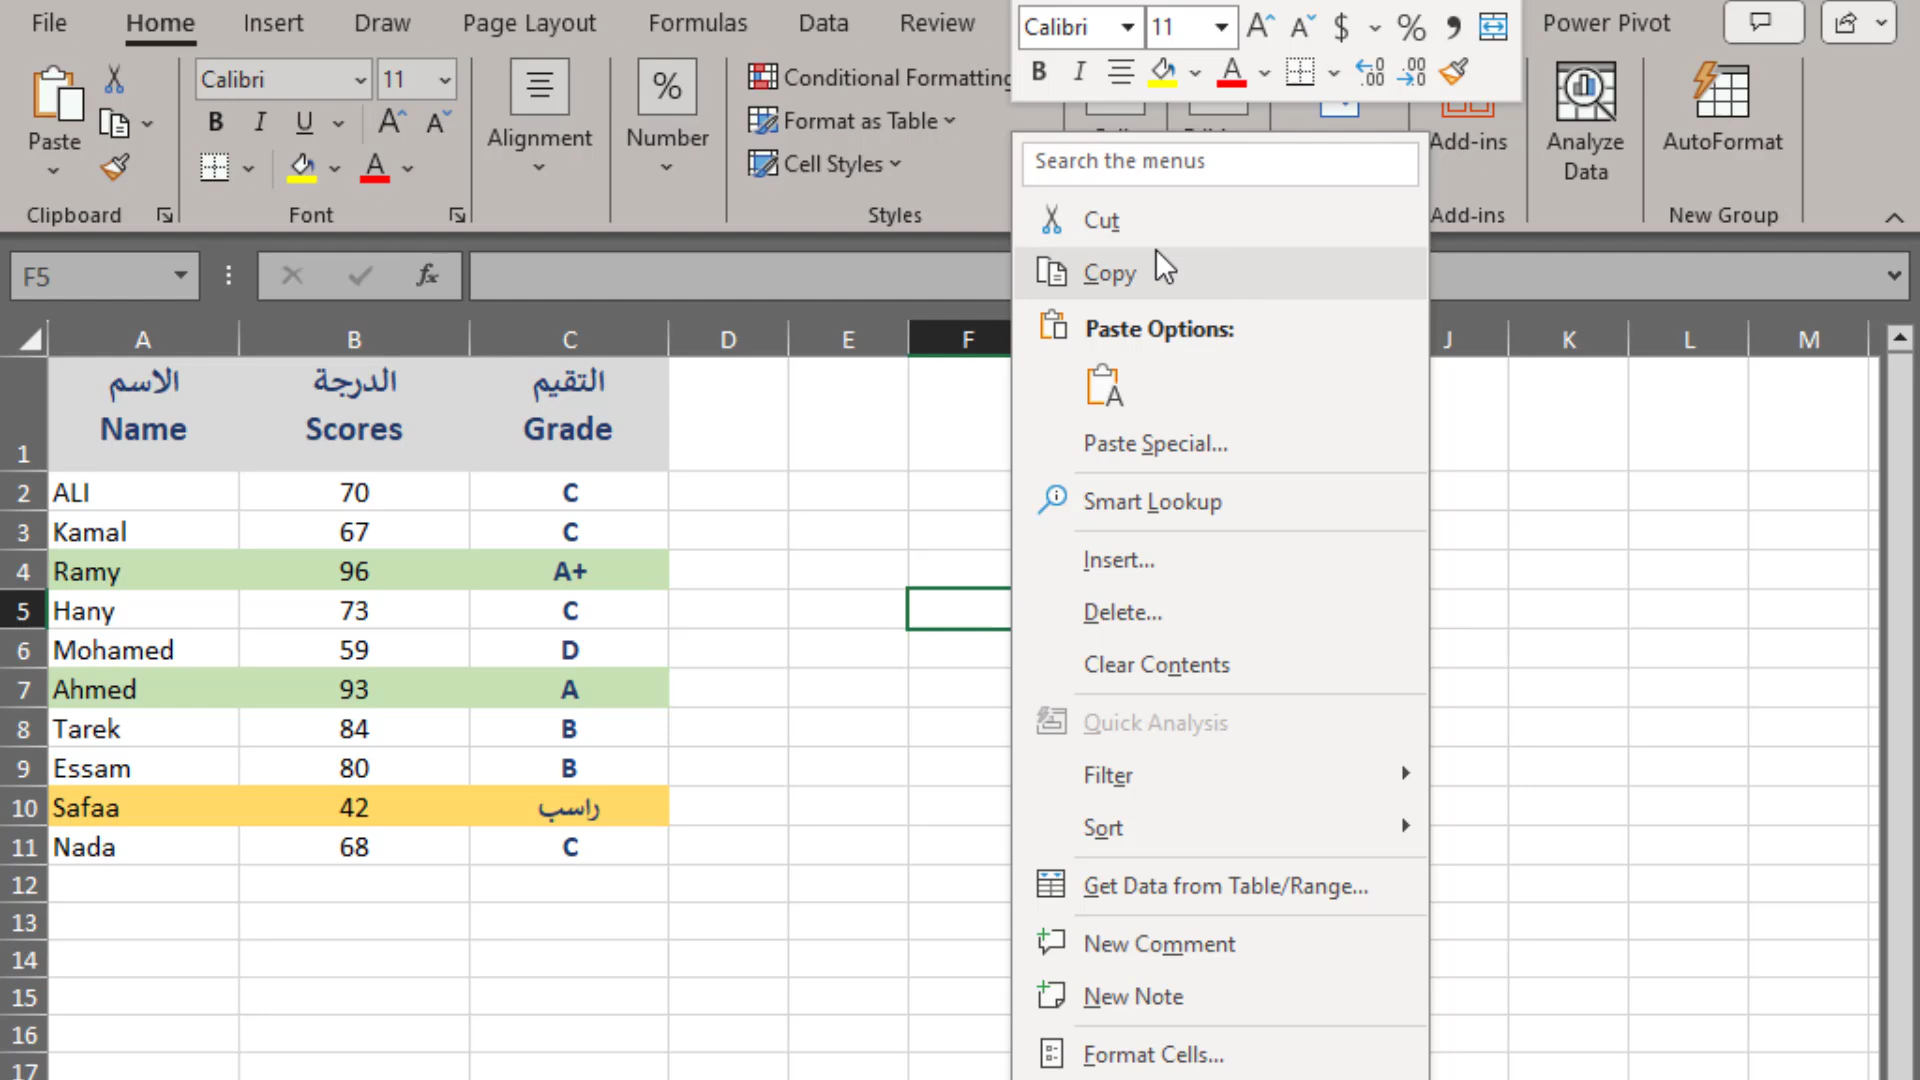 File Home Insert Draw Page Layout Formulas Data Review Power Pivot
Calibri 11 $ % 9
B I A
Calibri 11
Paste
B I U A A
A
Clipboard
Font
Alignment
%
Number
Conditional Formatting
Format as Table
Cell Styles
Styles
Add-ins
Add-ins
Analyze
Data
AutoFormat
New Group
F5
fx
A B C D E F J K L M
الاسم الدرجة التقيم
Name Scores Grade
1
2 ALI 70 C
3 Kamal 67 C
4 Ramy 96 A+
5 Hany 73 C
6 Mohamed 59 D
7 Ahmed 93 A
8 Tarek 84 B
9 Essam 80 B
10 Safaa 42 راسب
11 Nada 68 C
12
13
14
15
16
17
Search the menus
Cut
Copy
Paste Options:
Paste Special...
Smart Lookup
Insert...
Delete...
Clear Contents
Quick Analysis
Filter
Sort
Get Data from Table/Range...
New Comment
New Note
Format Cells...